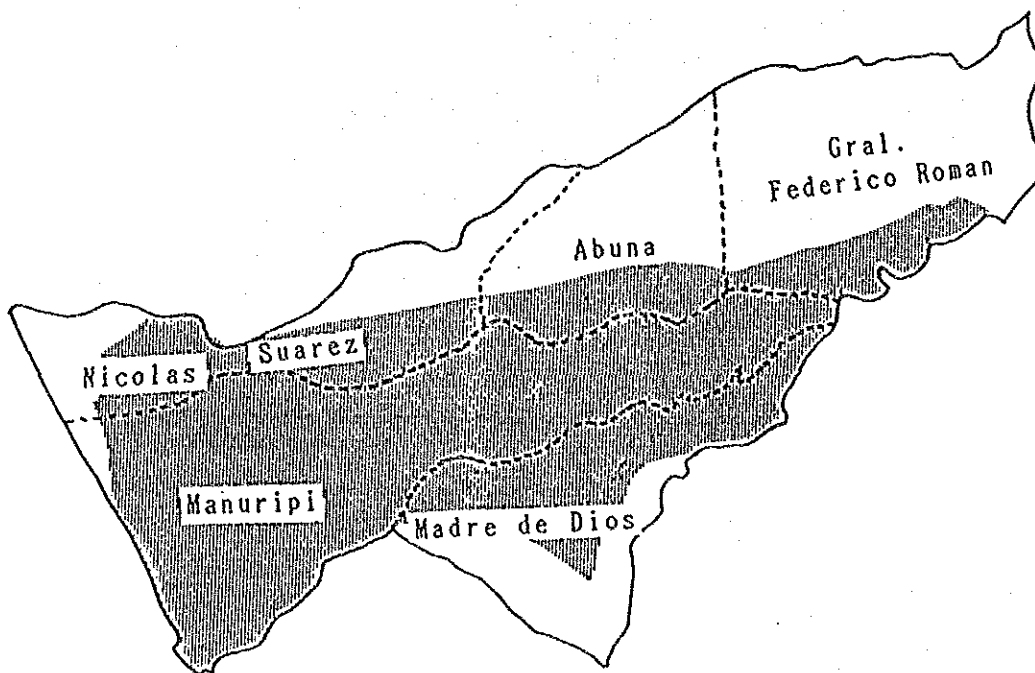 Gral.
Federico Roman
Abuna
Suarez
Nicolas
Manuripi
Madre de Dios